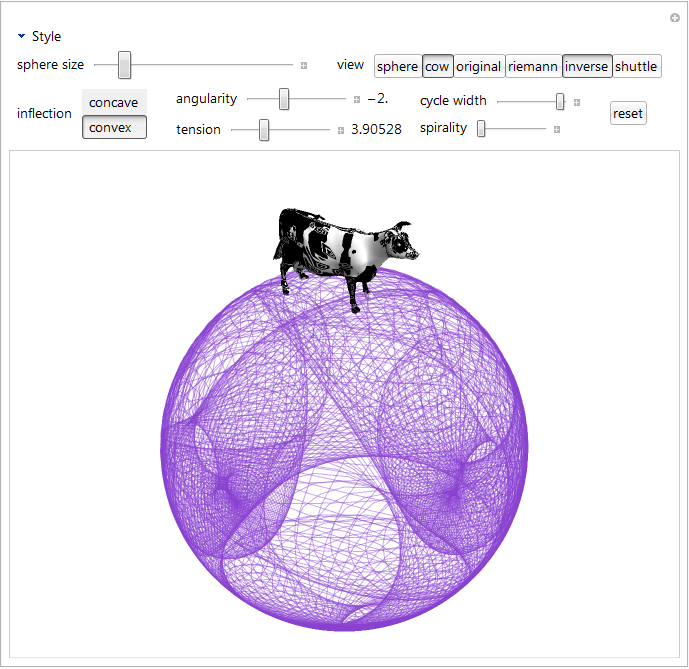 Style
sphere size view sphere cow original riemann inverse shuttle
inflection concave convex angularity −2. cycle width
tension 3.90528 spirality reset